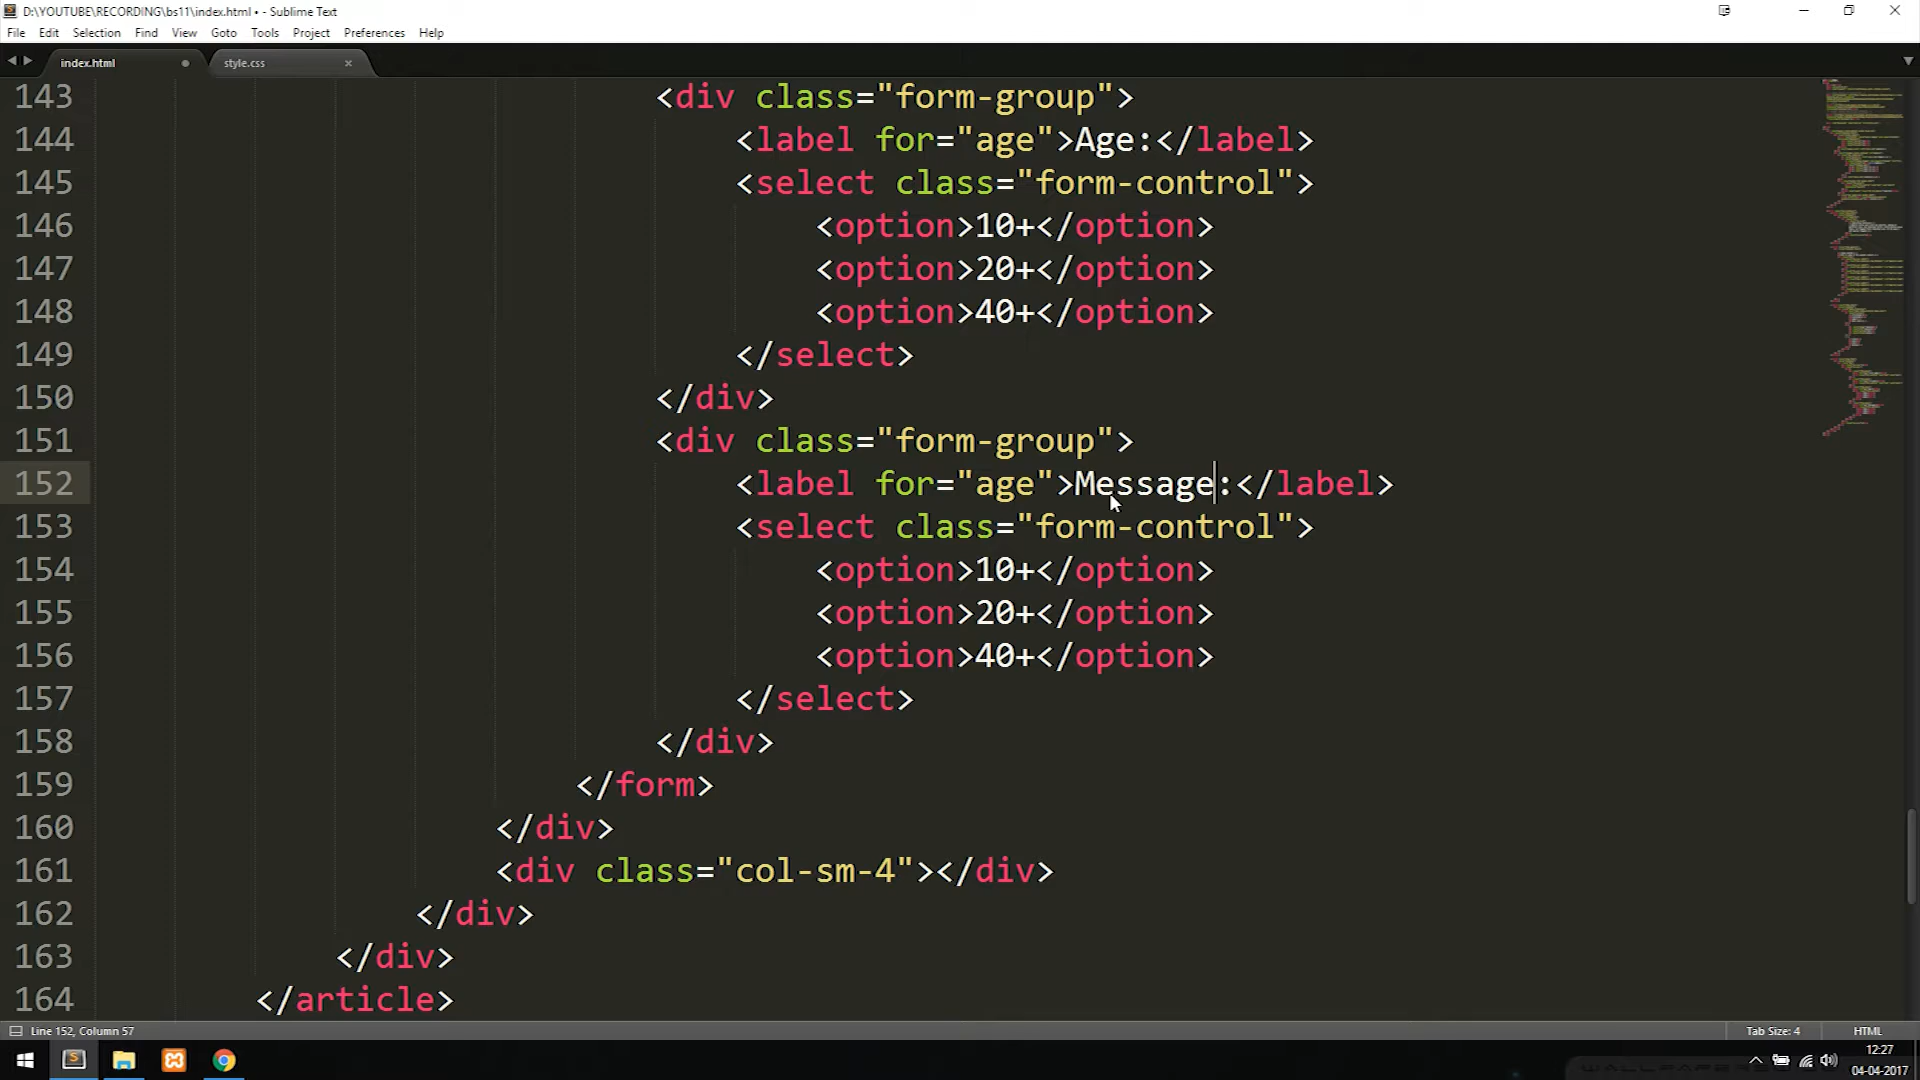 D:\YOUTUBE\RECORDING\bs11\index.html • - Sublime Text
File Edit Selection Find View Goto Tools Project Preferences Help
index.html style.css
143 <div class="form-group">
144 <label for="age">Age:</label>
145 <select class="form-control">
146 <option>10+</option>
147 <option>20+</option>
148 <option>40+</option>
149 </select>
150 </div>
151 <div class="form-group">
152 <label for="age">Message:</label>
153 <select class="form-control">
154 <option>10+</option>
155 <option>20+</option>
156 <option>40+</option>
157 </select>
158 </div>
159 </form>
160 </div>
161 <div class="col-sm-4"></div>
162 </div>
163 </div>
164 </article>
Line 152, Column 57 Tab Size: 4 HTML
12:27
04-04-2017